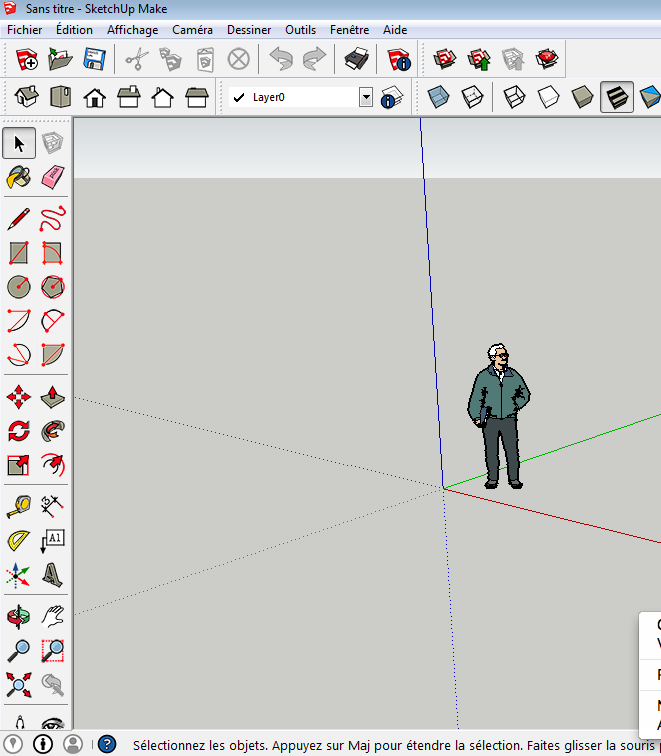 Sans titre - SketchUp Make
Fichier Édition Affichage Caméra Dessiner Outils Fenêtre Aide
Layer0
A1
Sélectionnez les objets. Appuyez sur Maj pour étendre la sélection. Faites glisser la souris